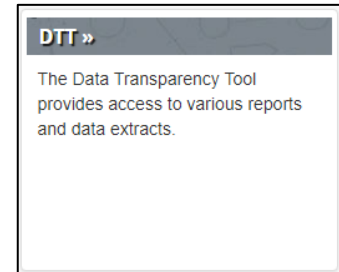 DTT »
The Data Transparency Tool
provides access to various reports
and data extracts.